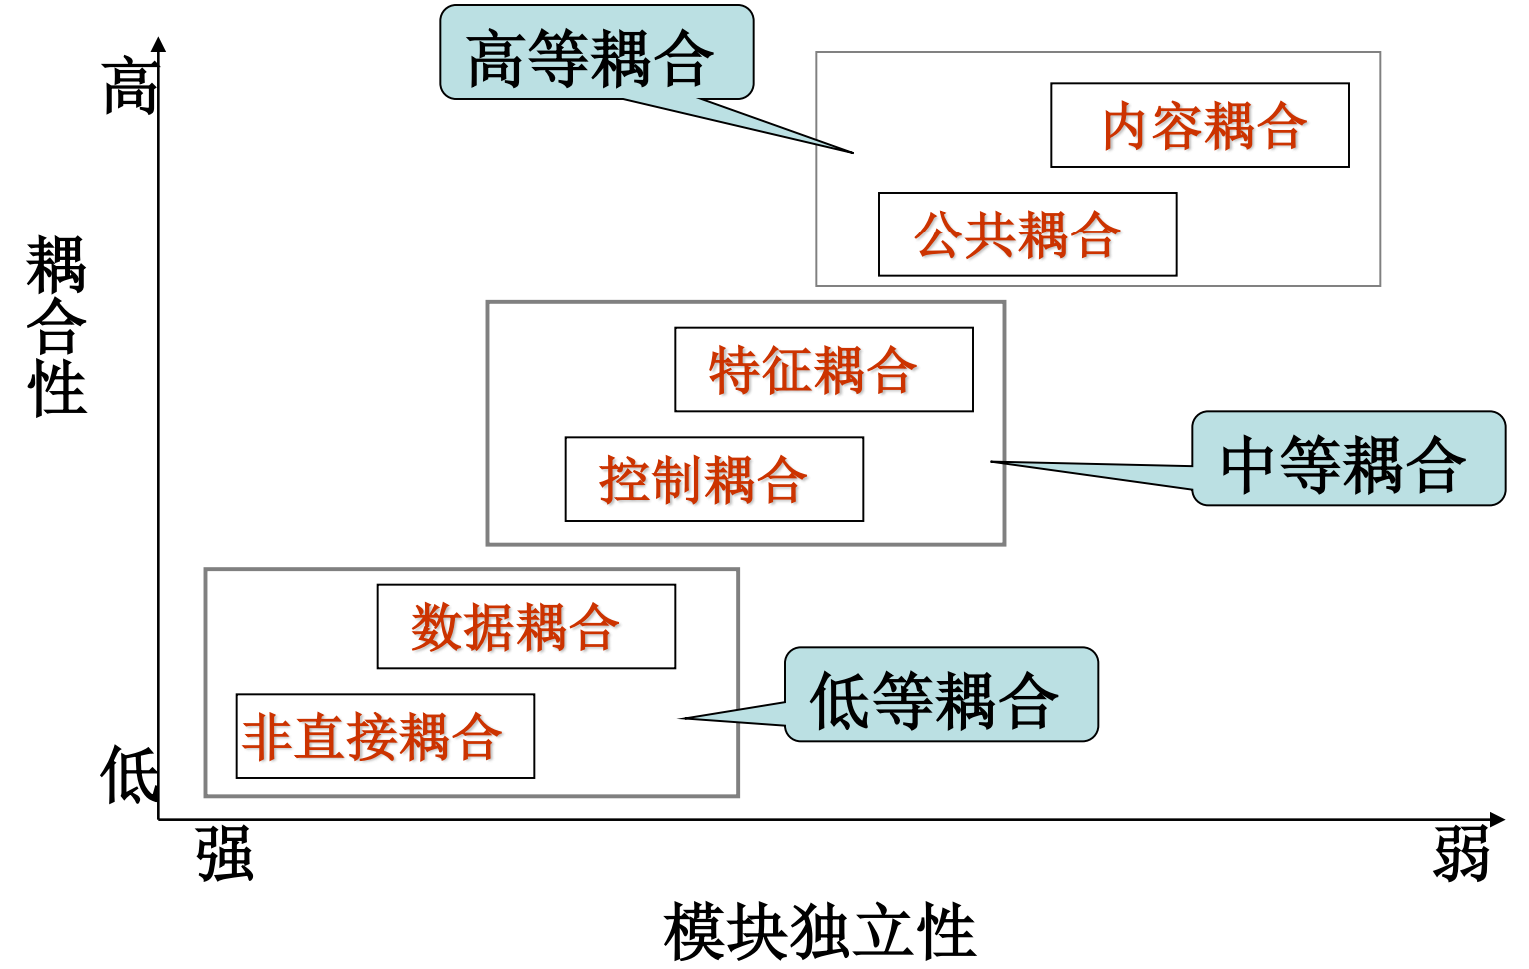 高等耦合
高
内容耦合
公共耦合
耦合性
特征耦合
控制耦合
中等耦合
数据耦合
低等耦合
非直接耦合
低
强
弱
模块独立性